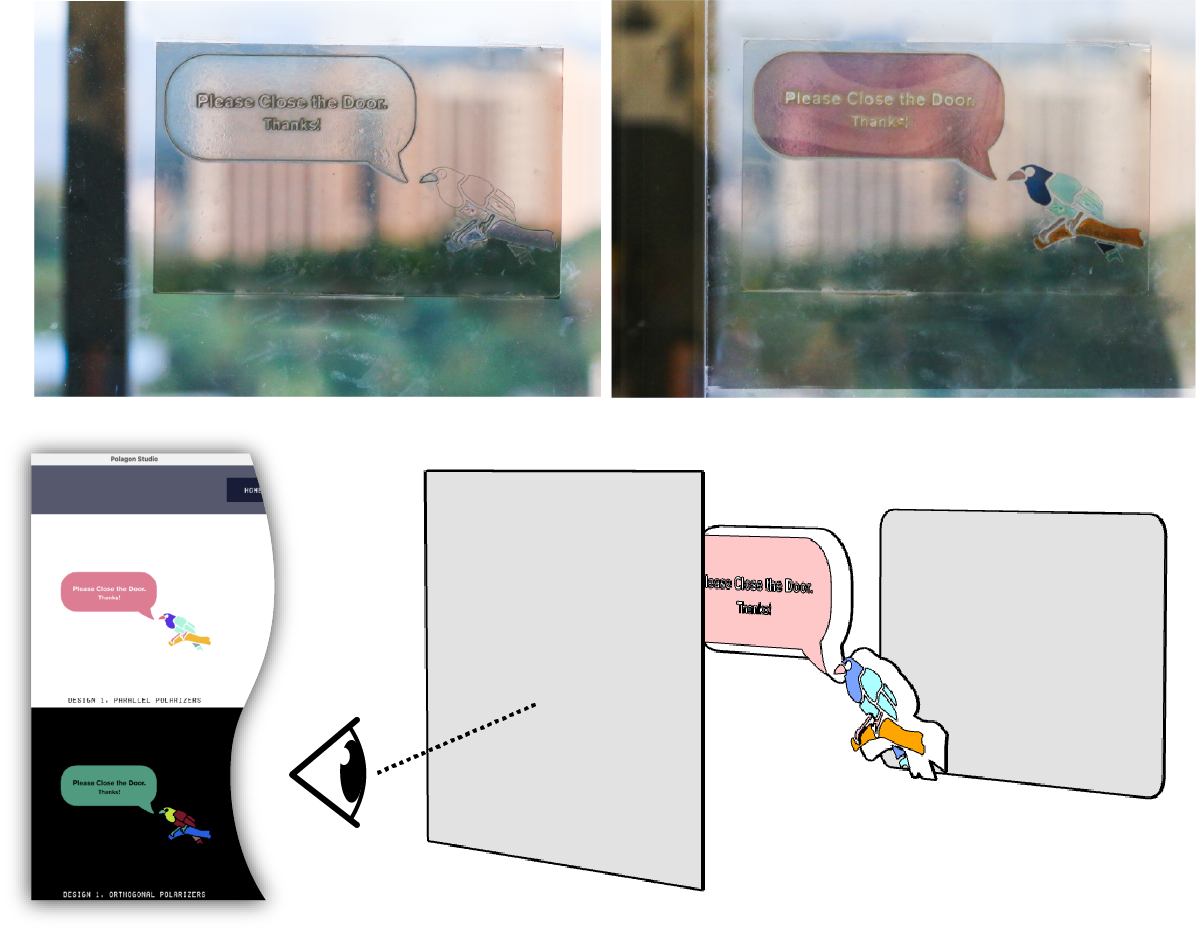 Please Close the Door.
Thanks!
Please Close the Door.
Thanks!
Polagon Studio
HOME
Please Close the Door.
Thanks!
DESIGN 1, PARALLEL POLARIZERS
Please Close the Door.
Thanks!
DESIGN 1, ORTHOGONAL POLARIZERS
lease Close the Door.
Thanks!